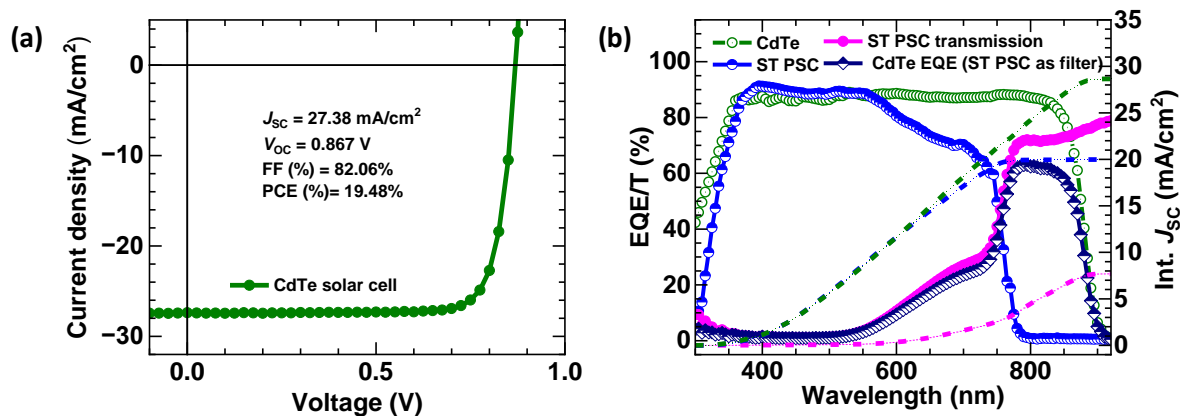 (a)
Current density (mA/cm²)
0
−10
−20
−30
J_SC = 27.38 mA/cm²
V_OC = 0.867 V
FF (%) = 82.06%
PCE (%)= 19.48%
CdTe solar cell
0.0
0.5
1.0
Voltage (V)
(b)
EQE/T (%)
100
80
60
40
20
0
CdTe
ST PSC transmission
ST PSC
CdTe EQE (ST PSC as filter)
400
600
800
Wavelength (nm)
35
30
25
20
15
10
5
0
Int. J_SC (mA/cm²)